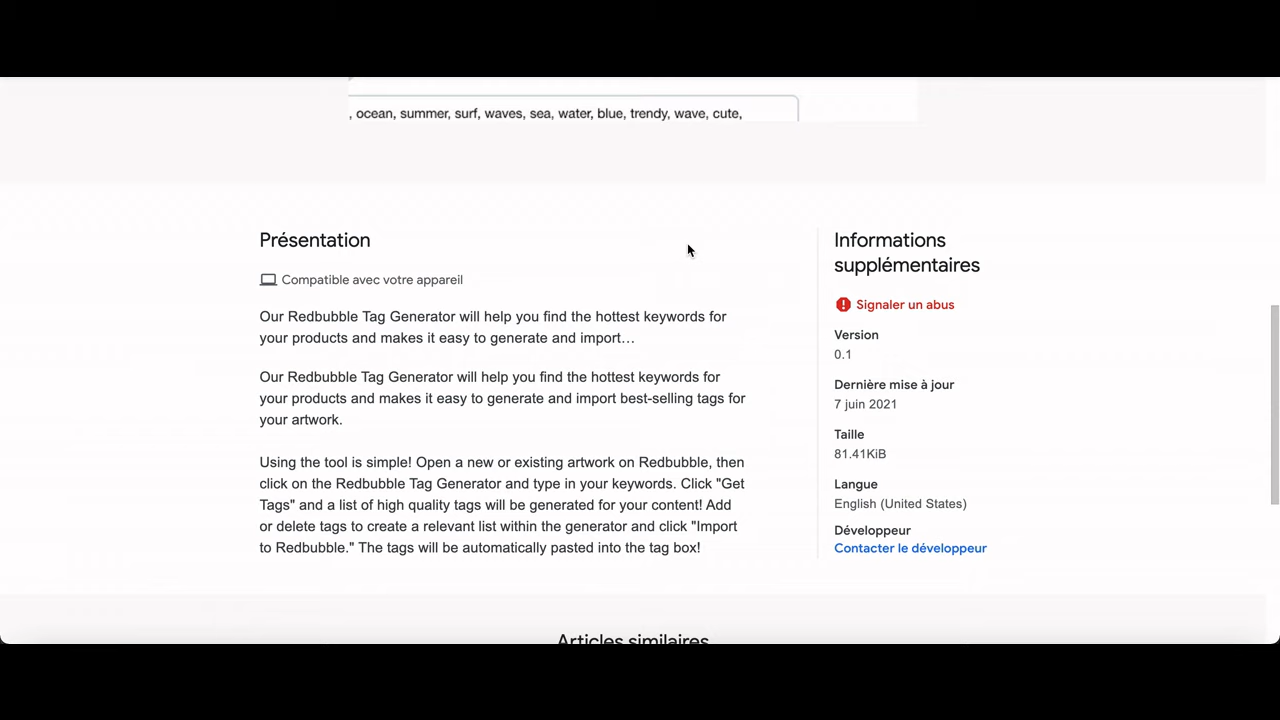 , ocean, summer, surf, waves, sea, water, blue, trendy, wave, cute,
Présentation
Compatible avec votre appareil
Our Redbubble Tag Generator will help you find the hottest keywords for
your products and makes it easy to generate and import…
Our Redbubble Tag Generator will help you find the hottest keywords for
your products and makes it easy to generate and import best-selling tags for
your artwork.
Using the tool is simple! Open a new or existing artwork on Redbubble, then
click on the Redbubble Tag Generator and type in your keywords. Click "Get
Tags" and a list of high quality tags will be generated for your content! Add
or delete tags to create a relevant list within the generator and click "Import
to Redbubble." The tags will be automatically pasted into the tag box!
Informations
supplémentaires
Signaler un abus
Version
0.1
Dernière mise à jour
7 juin 2021
Taille
81.41KiB
Langue
English (United States)
Développeur
Contacter le développeur
Articles similaires